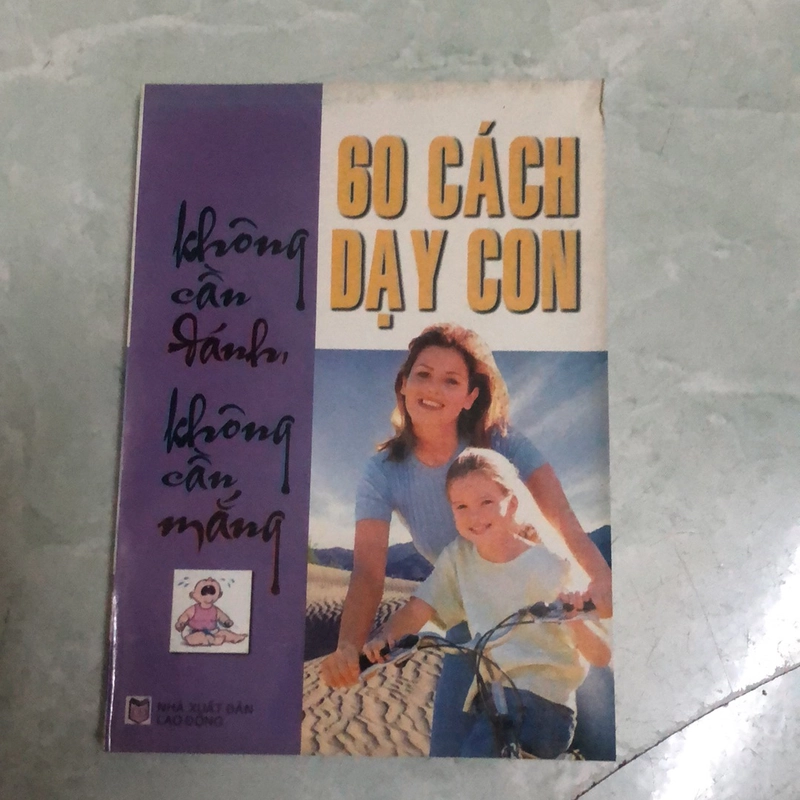 60 CÁCH
DẠY CON
không
cần
đánh,
không
cần
mắng
NHÀ XUẤT BẢN
LAO ĐỘNG